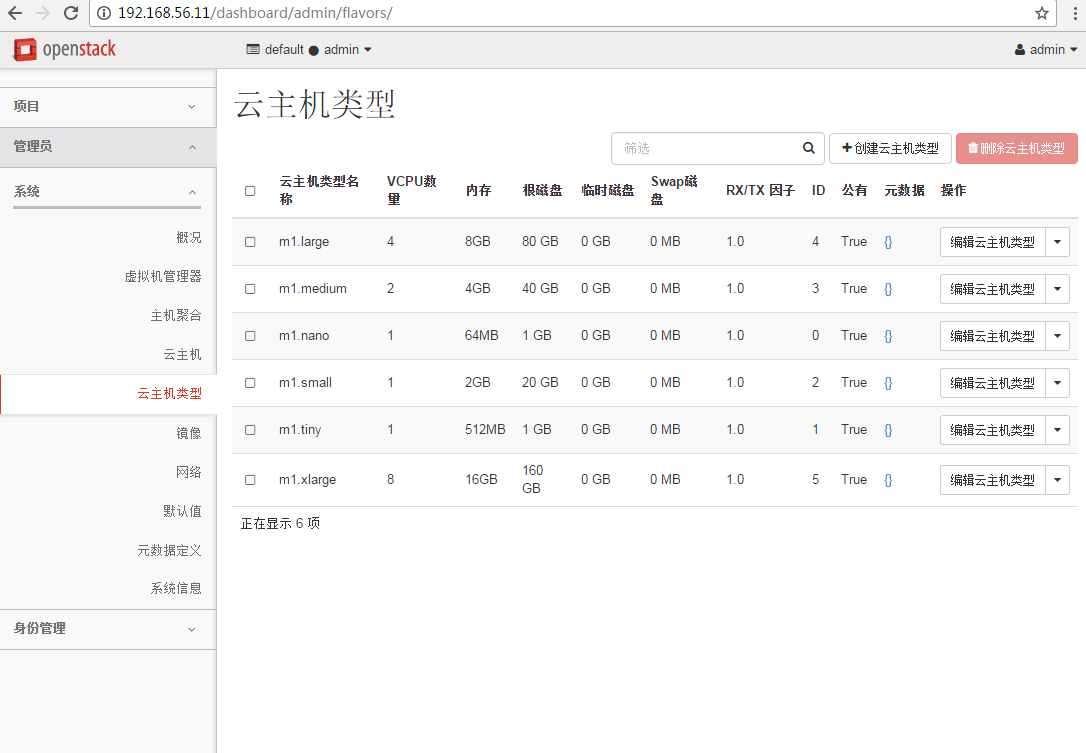 192.168.56.11/dashboard/admin/flavors/
openstack
default ● admin
admin
项目
管理员
系统
概况
虚拟机管理器
主机聚合
云主机
云主机类型
镜像
网络
默认值
元数据定义
系统信息
身份管理
云主机类型
筛选
创建云主机类型
删除云主机类型
云主机类型名称 VCPU数量 内存 根磁盘 临时磁盘 Swap磁盘 RX/TX 因子 ID 公有 元数据 操作
m1.large 4 8GB 80 GB 0 GB 0 MB 1.0 4 True {} 编辑云主机类型
m1.medium 2 4GB 40 GB 0 GB 0 MB 1.0 3 True {} 编辑云主机类型
m1.nano 1 64MB 1 GB 0 GB 0 MB 1.0 0 True {} 编辑云主机类型
m1.small 1 2GB 20 GB 0 GB 0 MB 1.0 2 True {} 编辑云主机类型
m1.tiny 1 512MB 1 GB 0 GB 0 MB 1.0 1 True {} 编辑云主机类型
m1.xlarge 8 16GB 160 GB 0 GB 0 MB 1.0 5 True {} 编辑云主机类型
正在显示 6 项